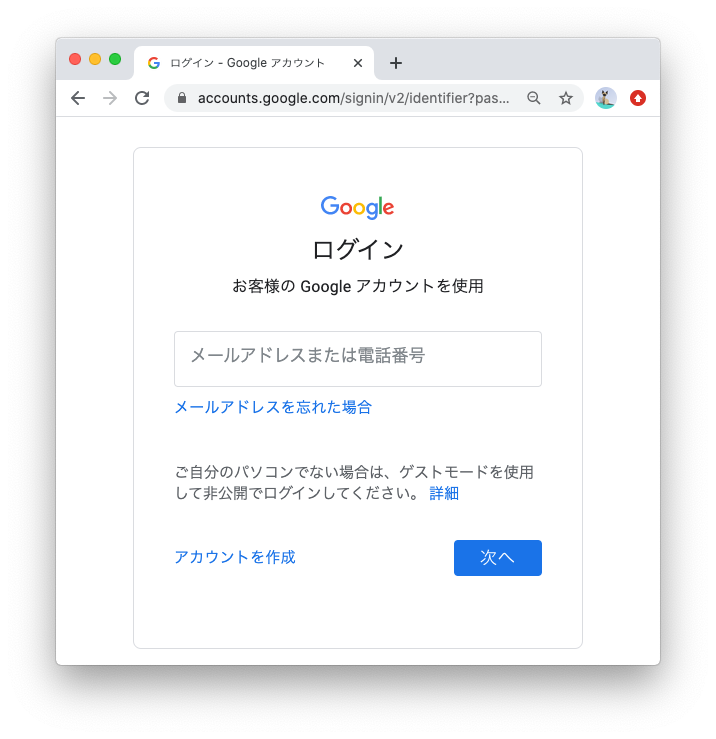 ログイン - Google アカウント
accounts.google.com/signin/v2/identifier?pas...
Google
ログイン
お客様の Google アカウントを使用
メールアドレスまたは電話番号
メールアドレスを忘れた場合
ご自分のパソコンでない場合は、ゲストモードを使用
して非公開でログインしてください。 詳細
アカウントを作成
次へ